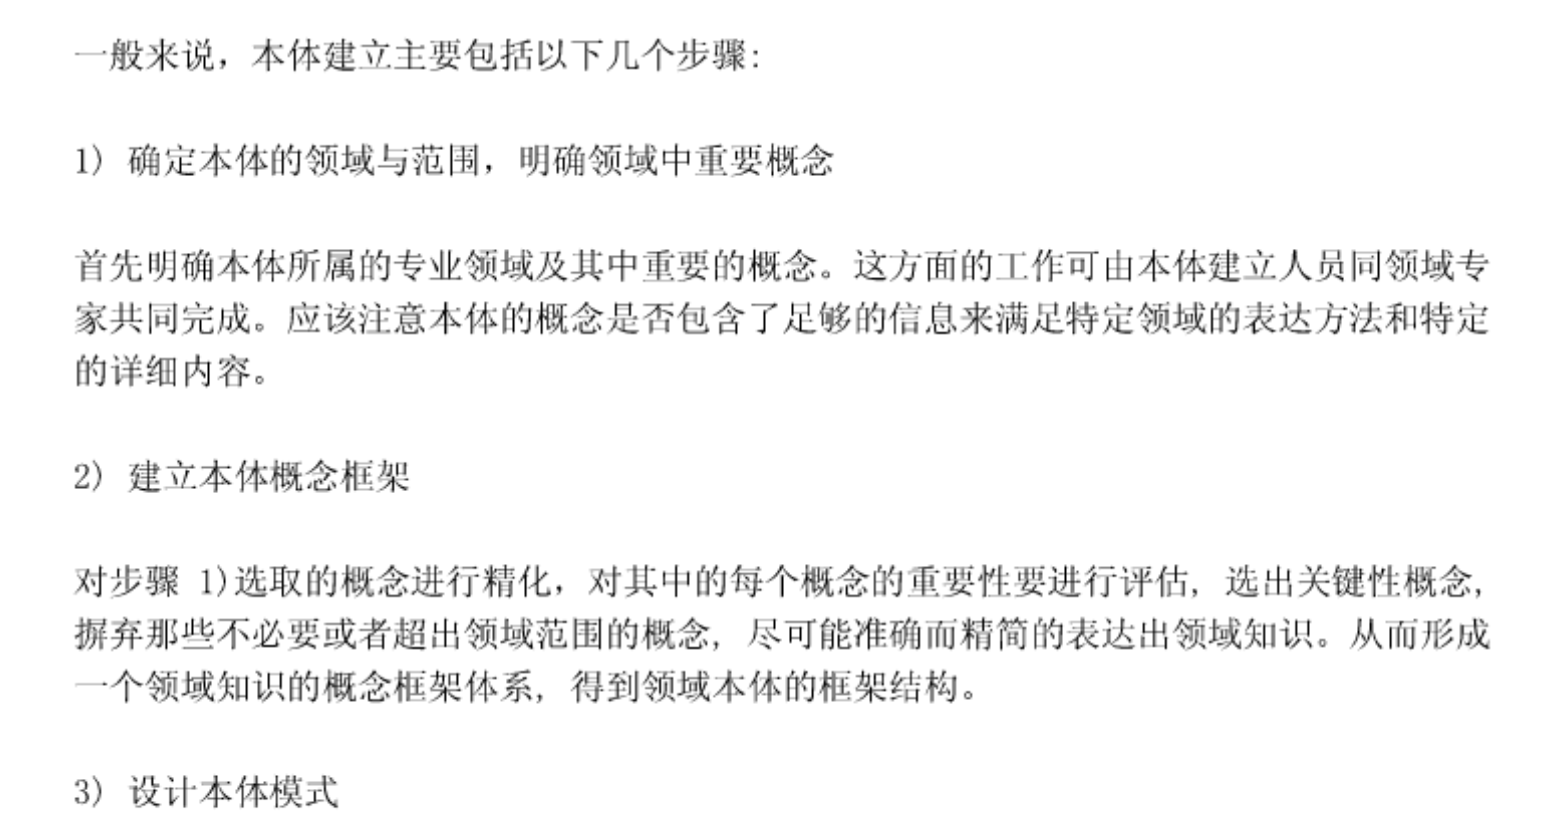 一般来说，本体建立主要包括以下几个步骤:
1) 确定本体的领域与范围，明确领域中重要概念
首先明确本体所属的专业领域及其中重要的概念。这方面的工作可由本体建立人员同领域专
家共同完成。应该注意本体的概念是否包含了足够的信息来满足特定领域的表达方法和特定
的详细内容。
2) 建立本体概念框架
对步骤 1)选取的概念进行精化，对其中的每个概念的重要性要进行评估, 选出关键性概念,
摒弃那些不必要或者超出领域范围的概念, 尽可能准确而精简的表达出领域知识。从而形成
一个领域知识的概念框架体系, 得到领域本体的框架结构。
3) 设计本体模式